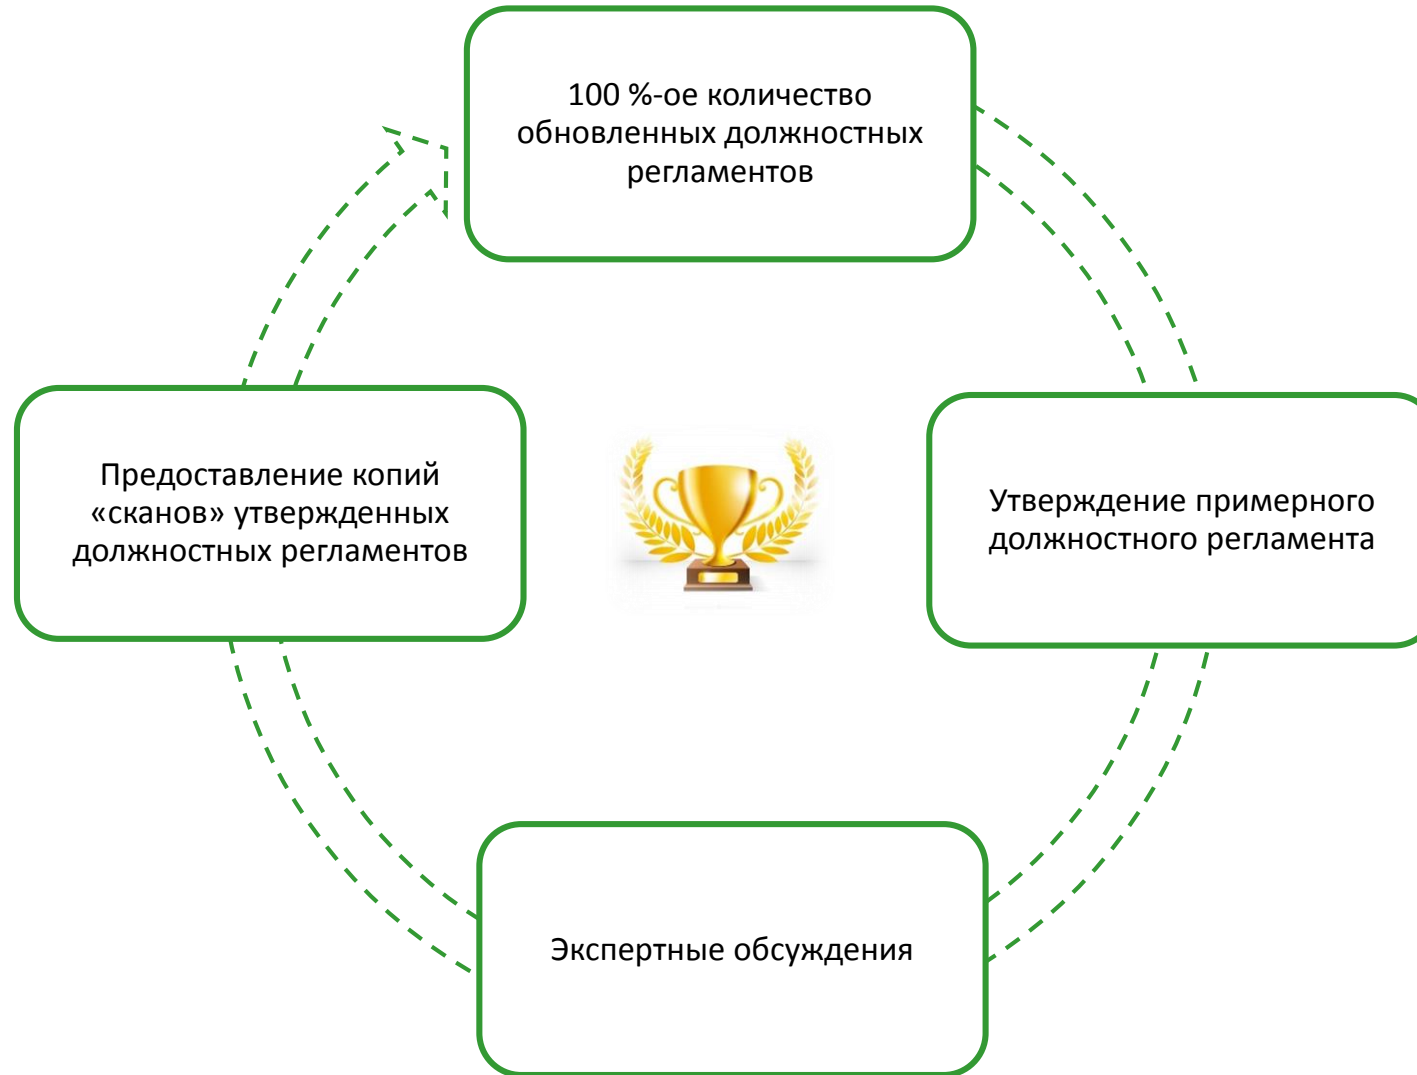 100 %-ое количество
обновленных должностных
регламентов
Предоставление копий
«сканов» утвержденных
должностных регламентов
Утверждение примерного
должностного регламента
Экспертные обсуждения